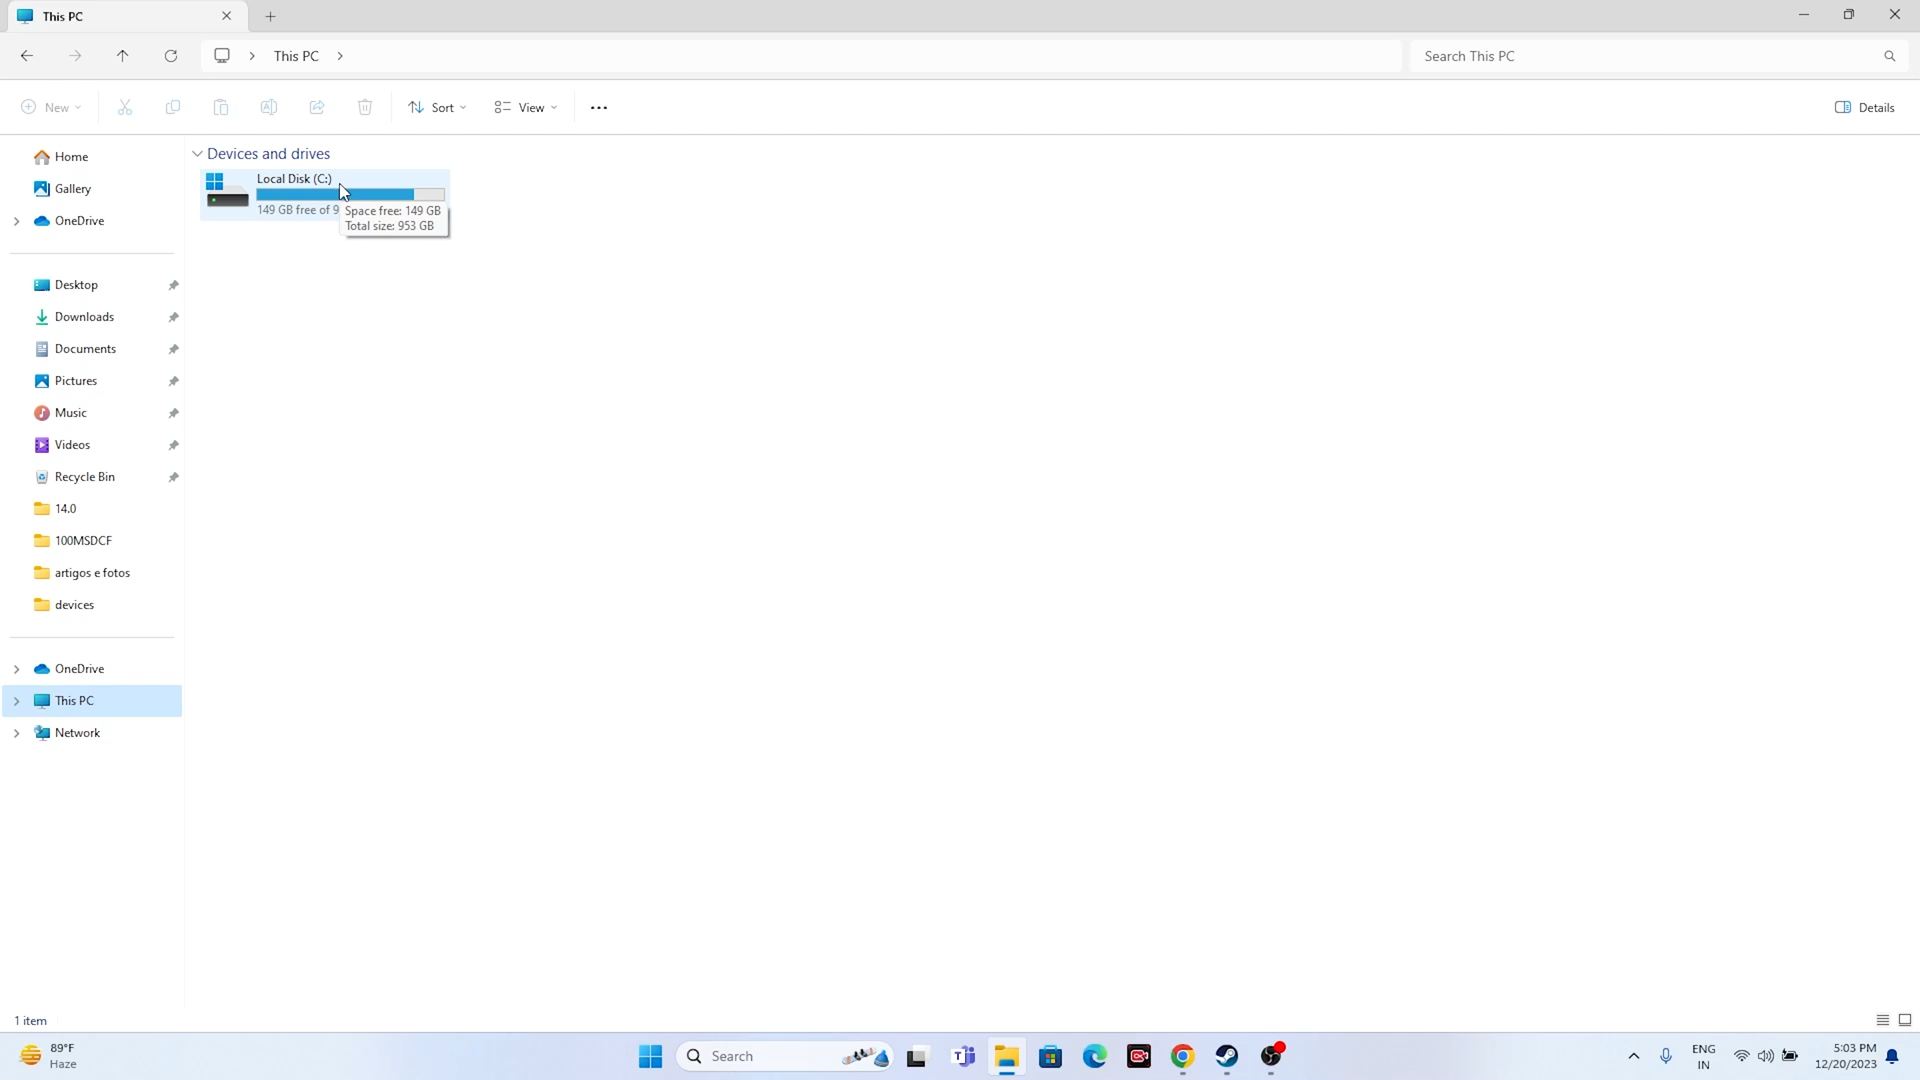 This PC
This PC
Search This PC
New
Sort
View
Details
Home
Gallery
OneDrive
Desktop
Downloads
Documents
Pictures
Music
Videos
Recycle Bin
14.0
100MSDCF
artigos e fotos
devices
OneDrive
This PC
Network
Devices and drives
Local Disk (C:)
149 GB free of 9
Space free: 149 GB
Total size: 953 GB
1 item
89°F
Haze
Search
ENG
IN
5:03 PM
12/20/2023